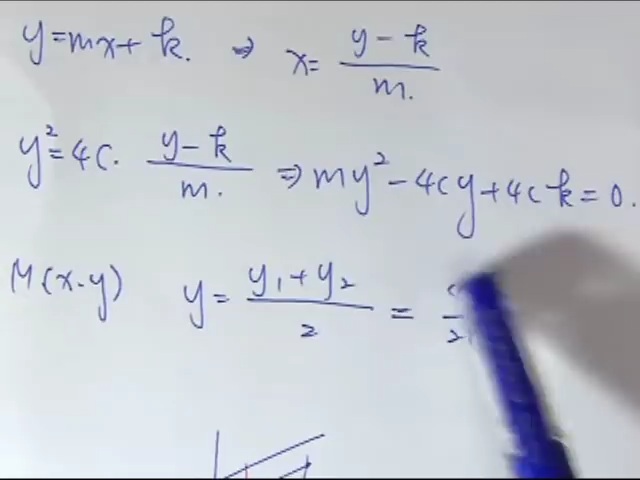 y=mx+k. ⇒ x= (y-k)/m.
y²=4c. (y-k)/m. ⇒ my²-4cy+4ck=0.
M(x.y) y= (y₁+y₂)/2 =